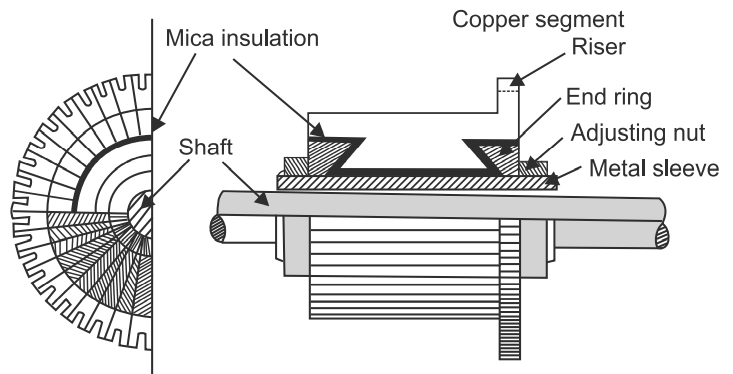 Mica insulation
Shaft
Copper segment
Riser
End ring
Adjusting nut
Metal sleeve